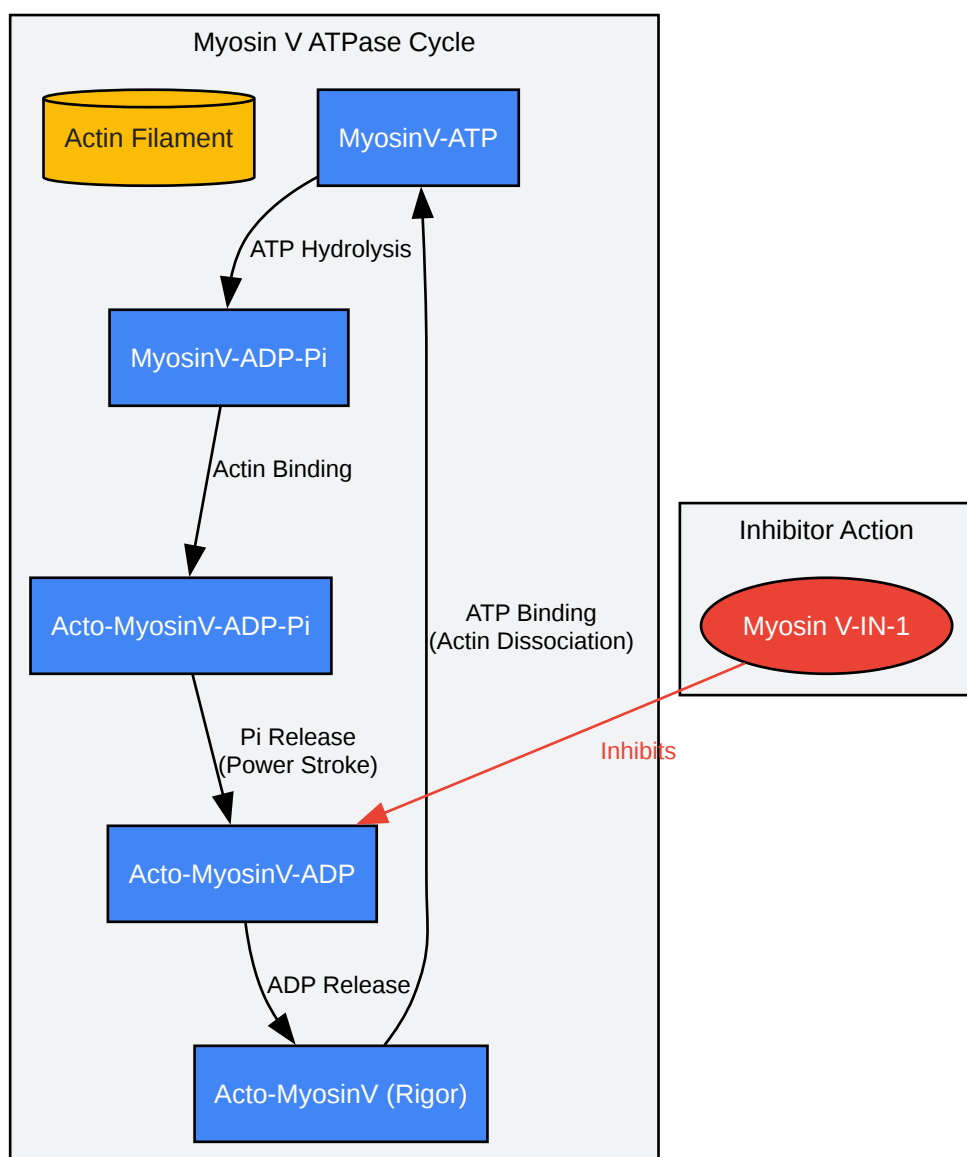 Myosin V ATPase Cycle
Actin Filament
MyosinV-ATP
ATP Hydrolysis
MyosinV-ADP-Pi
Actin Binding
Inhibitor Action
Acto-MyosinV-ADP-Pi
ATP Binding
(Actin Dissociation)
Myosin V-IN-1
Pi Release
(Power Stroke)
Inhibits
Acto-MyosinV-ADP
ADP Release
Acto-MyosinV (Rigor)